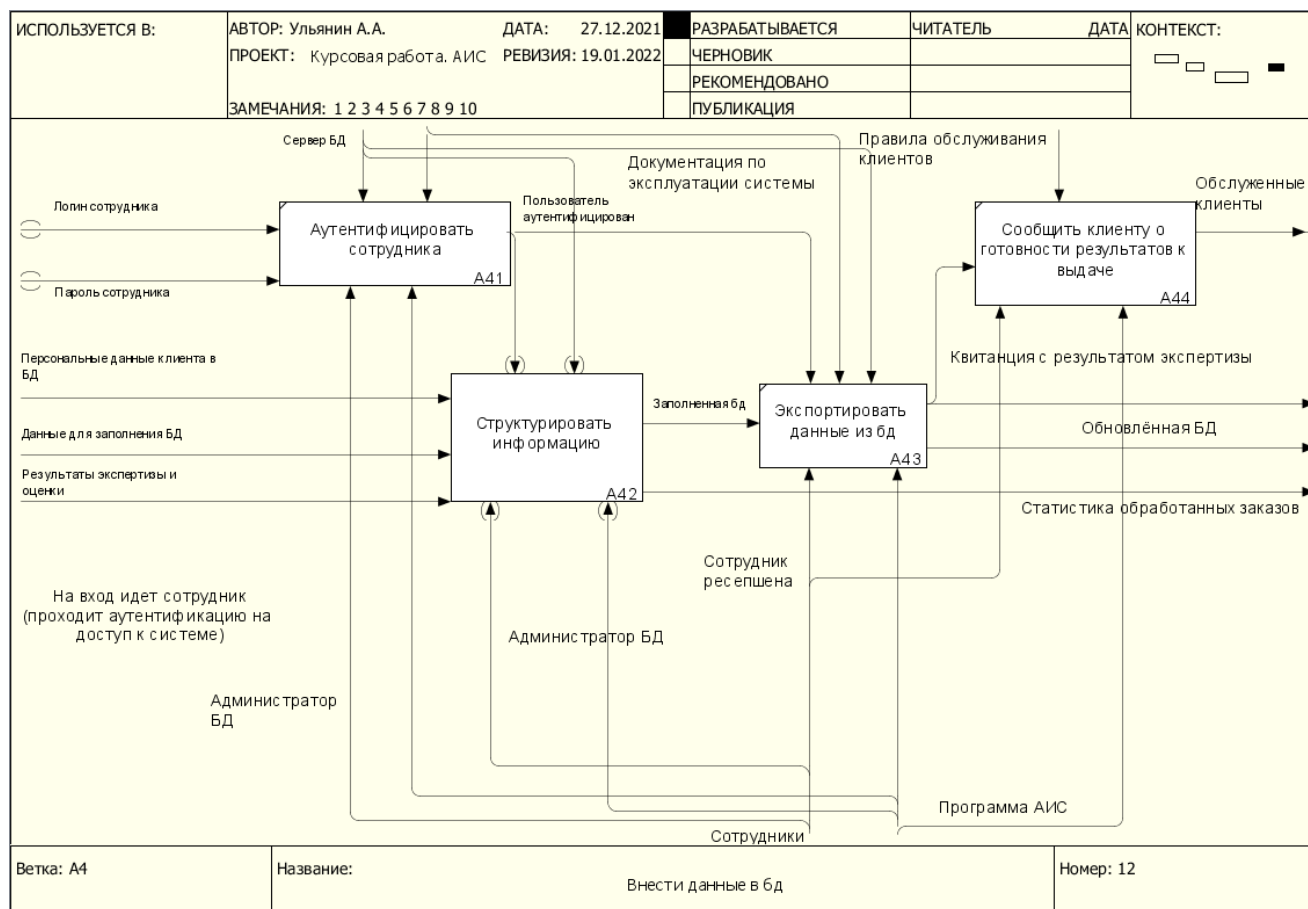 ИСПОЛЬЗУЕТСЯ В:
АВТОР: Ульянин А.А.
ДАТА: 27.12.2021
ПРОЕКТ: Курсовая работа. АИС
РЕВИЗИЯ: 19.01.2022
ЗАМЕЧАНИЯ: 1 2 3 4 5 6 7 8 9 10
РАЗРАБАТЫВАЕТСЯ
ЧЕРНОВИК
РЕКОМЕНДОВАНО
ПУБЛИКАЦИЯ
ЧИТАТЕЛЬ
ДАТА
КОНТЕКСТ:
Сервер БД
Документация по
эксплуатации системы
Правила обслуживания
клиентов
Обслуженные
клиенты
Логин сотрудника
Пользователь
аутентифицирован
Аутентифицировать
сотрудника
A41
Сообщить клиенту о
готовности результатов к
выдаче
A44
Пароль сотрудника
Персональные данные клиента в
БД
Квитанция с результатом экспертизы
Данные для заполнения БД
Структурировать
информацию
A42
Заполненная бд
Экспортировать
данные из бд
A43
Обновлённая БД
Результаты экспертизы и
оценки
Статистика обработанных заказов
Сотрудник
ресепшена
На вход идет сотрудник
(проходит аутентификацию на
доступ к системе)
Администратор БД
Администратор
БД
Программа АИС
Сотрудники
Ветка: A4
Название:
Внести данные в бд
Номер: 12